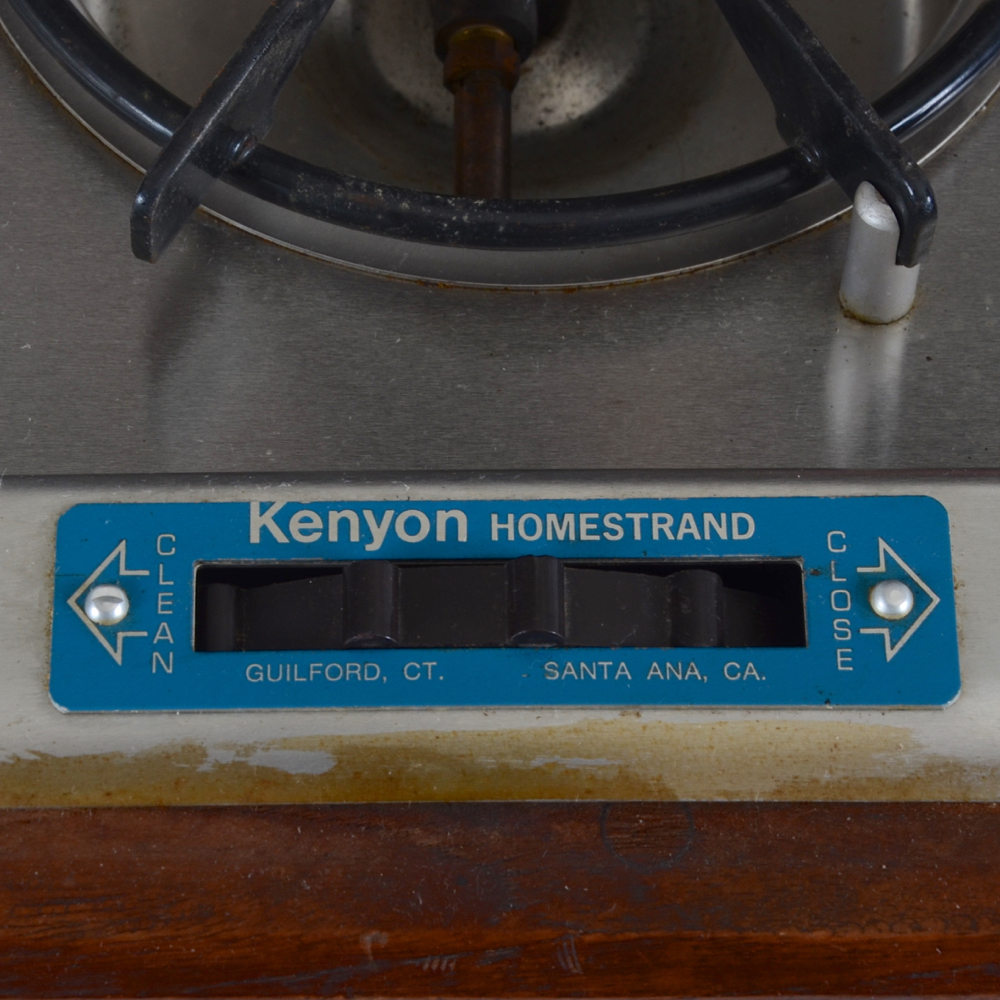 Kenyon HOMESTRAND
CLEAN
CLOSE
GUILFORD, CT. SANTA ANA, CA.